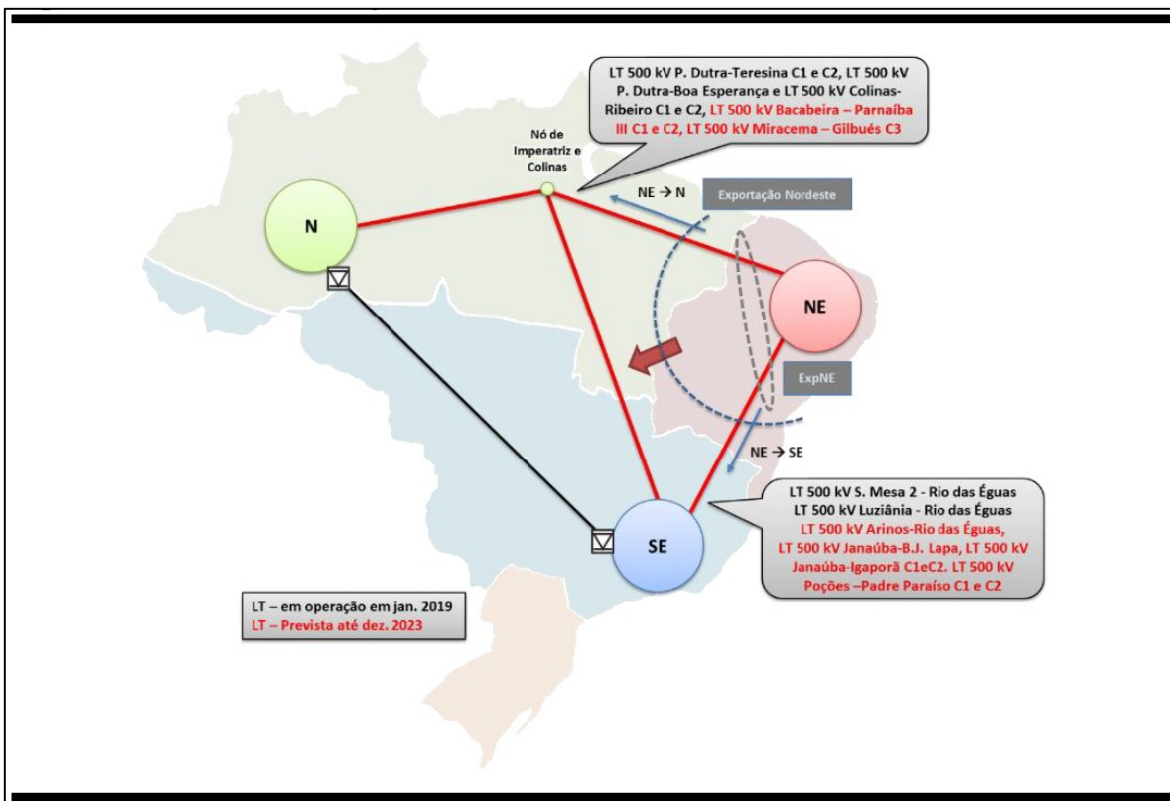 LT 500 kV P. Dutra-Teresina C1 e C2, LT 500 kV
P. Dutra-Boa Esperança e LT 500 kV Colinas-
Ribeiro C1 e C2, LT 500 kV Bacabeira – Parnaíba
III C1 e C2, LT 500 kV Miracema – Gilbués C3
Nó de
Imperatriz e
Colinas
NE → N
Exportação Nordeste
N
NE
ExpNE
NE → SE
SE
LT 500 kV S. Mesa 2 - Rio das Éguas
LT 500 kV Luziânia - Rio das Éguas
LT 500 kV Arinos-Rio das Éguas,
LT 500 kV Janaúba-B.J. Lapa, LT 500 kV
Janaúba-Igaporã C1eC2. LT 500 kV
Poções –Padre Paraíso C1 e C2
LT – em operação em jan. 2019
LT – Prevista até dez. 2023